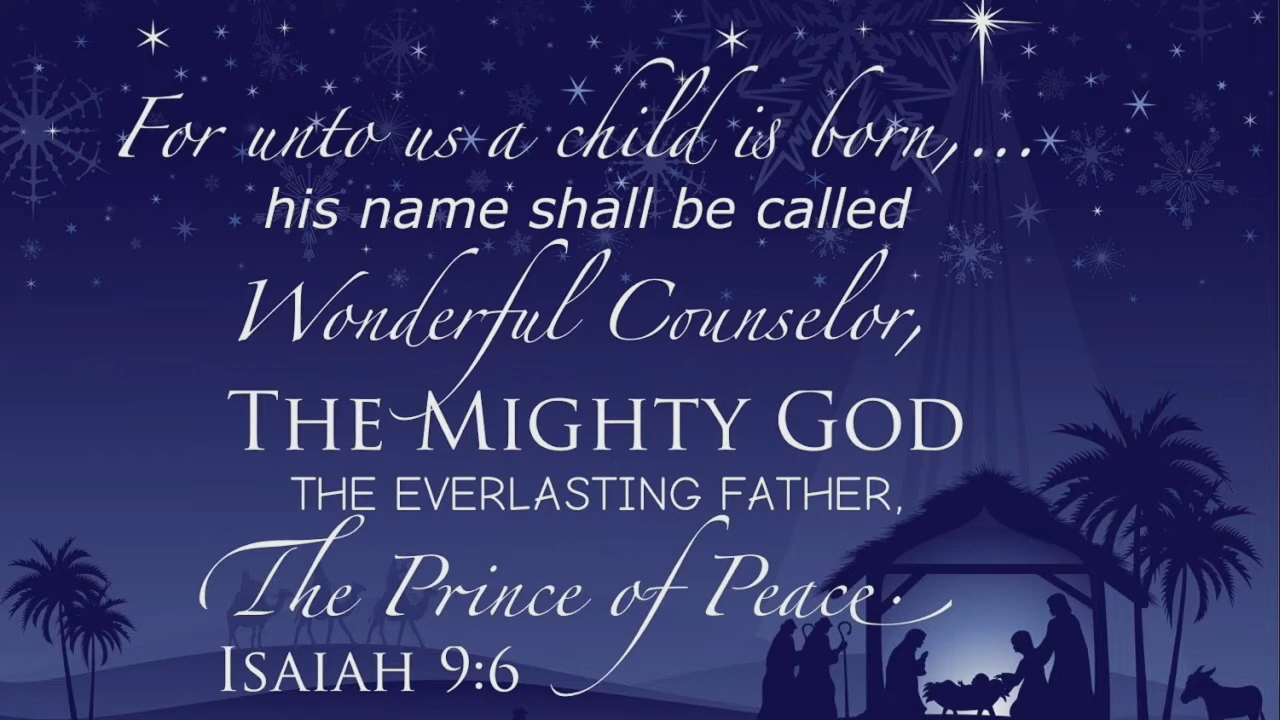 For unto us a child is born,...
his name shall be called
Wonderful Counselor,
THE MIGHTY GOD
THE EVERLASTING FATHER,
The Prince of Peace.
ISAIAH 9:6